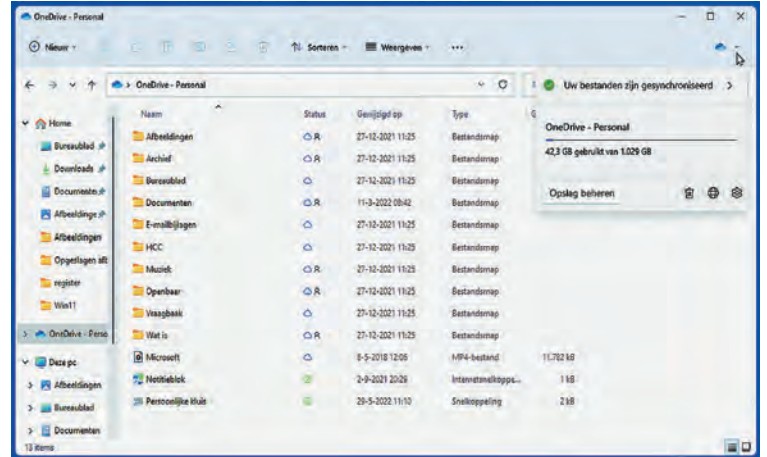 OneDrive - Personal
Nieuw
Sorteren
Weergeven
OneDrive - Personal
Uw bestanden zijn gesynchroniseerd
OneDrive - Personal
42,3 GB gebruikt van 1.029 GB
Opslag beheren
Home
Bureaublad
Downloads
Documenten
Afbeeldinge
Afbeeldingen
Opgeslagen afb
register
Win11
OneDrive - Perso
Deze pc
Afbeeldingen
Bureaublad
Documenten
Naam Status Gewijzigd op Type
Afbeeldingen R 27-12-2021 11:25 Bestandsmap
Archief R 27-12-2021 11:25 Bestandsmap
Bureaublad 27-12-2021 11:25 Bestandsmap
Documenten R 11-3-2022 09:42 Bestandsmap
E-mailbijlagen 27-12-2021 11:25 Bestandsmap
HCC 27-12-2021 11:25 Bestandsmap
Muziek R 27-12-2021 11:25 Bestandsmap
Openbaar R 27-12-2021 11:25 Bestandsmap
Vraagbaak 27-12-2021 11:25 Bestandsmap
Wat is R 27-12-2021 11:25 Bestandsmap
Microsoft 8-5-2018 12:06 MP4-bestand 11.782 kB
Notitieblok 2-9-2021 20:29 Internetsnelkoppe... 1 kB
Persoonlijke kluis 29-5-2022 11:10 Snelkoppeling 2 kB
13 items